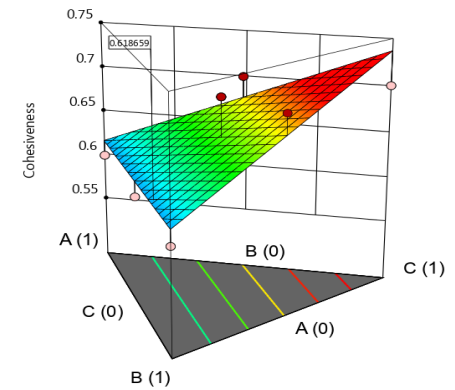 0.75
0.618659
0.7
0.65
Cohesiveness
0.6
0.55
A (1)
B (0)
C (1)
C (0)
A (0)
B (1)